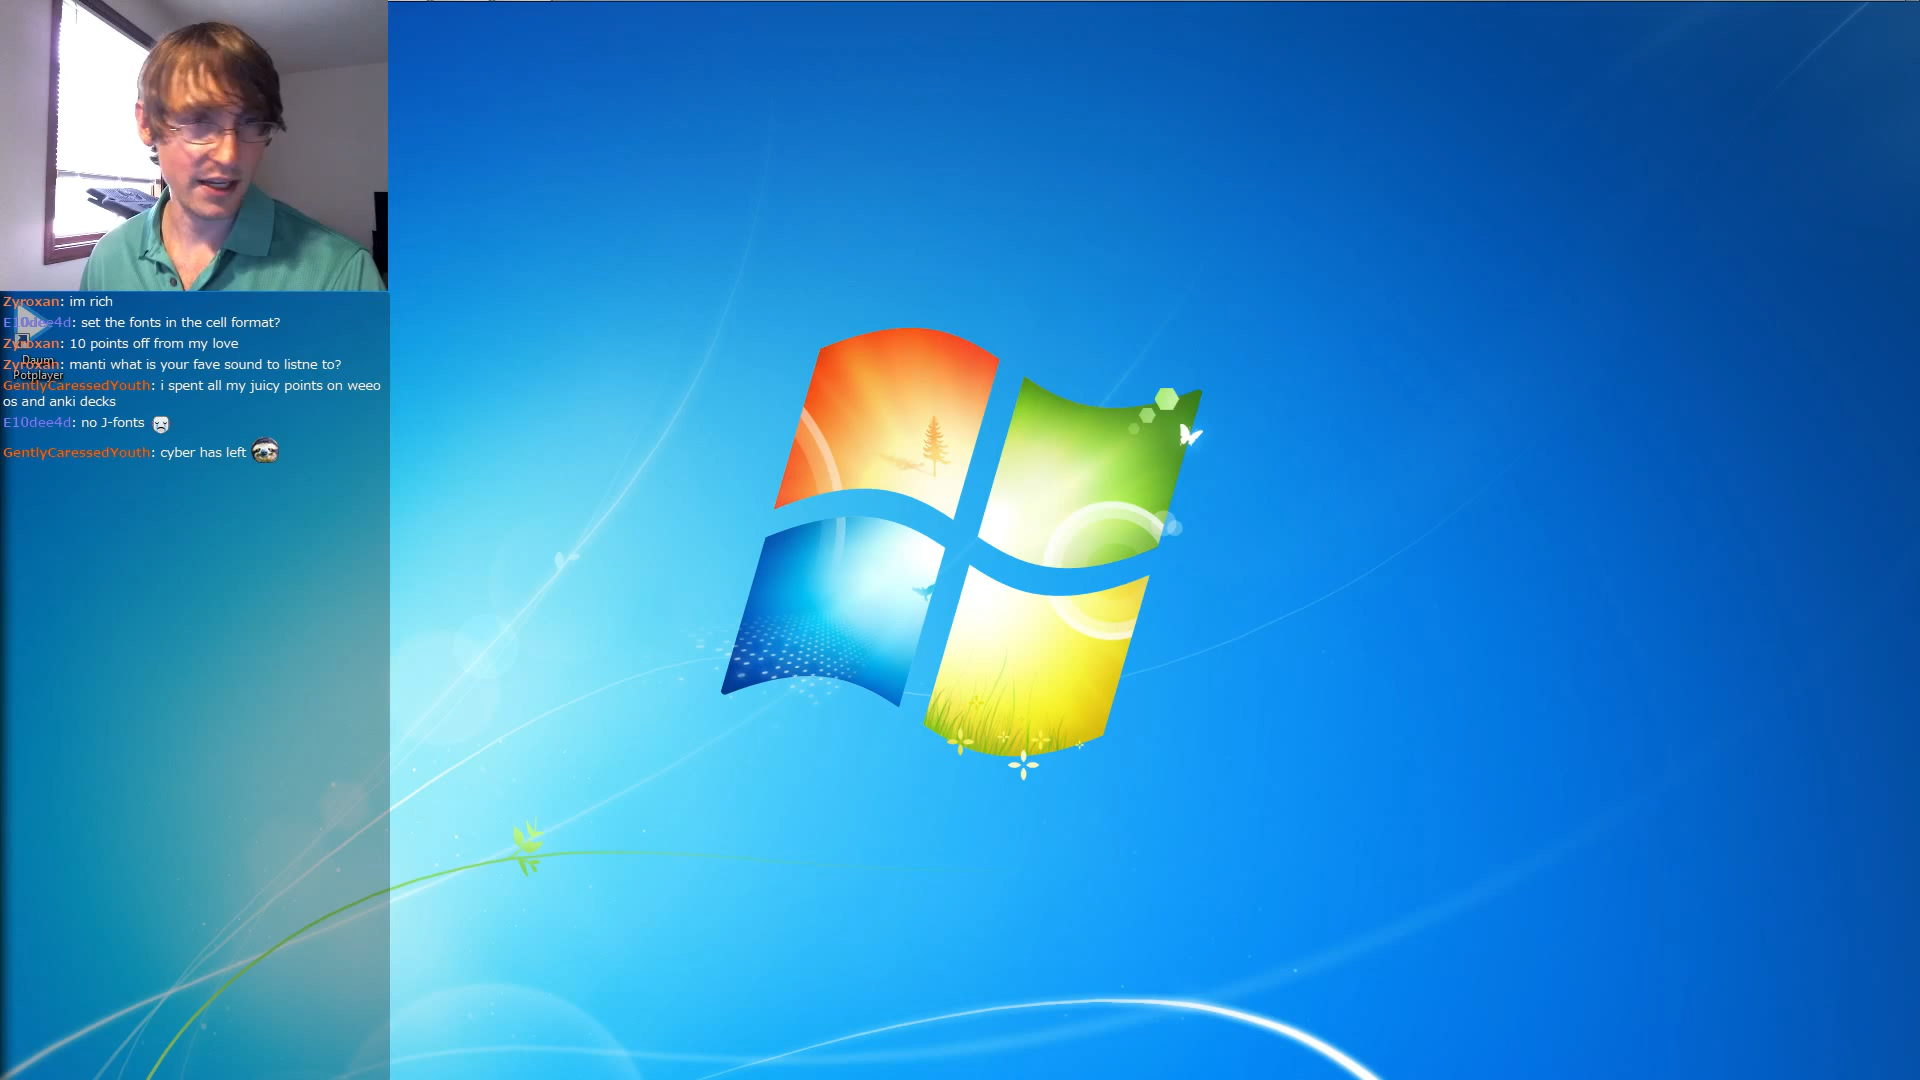 Zyroxan: im rich
E10dee4d: set the fonts in the cell format?
Zyroxan: 10 points off from my love
Daum
Zyroxan: manti what is your fave sound to listne to?
Potplayer
GentlyCaressedYouth: i spent all my juicy points on weeo
os and anki decks
E10dee4d: no J-fonts
GentlyCaressedYouth: cyber has left